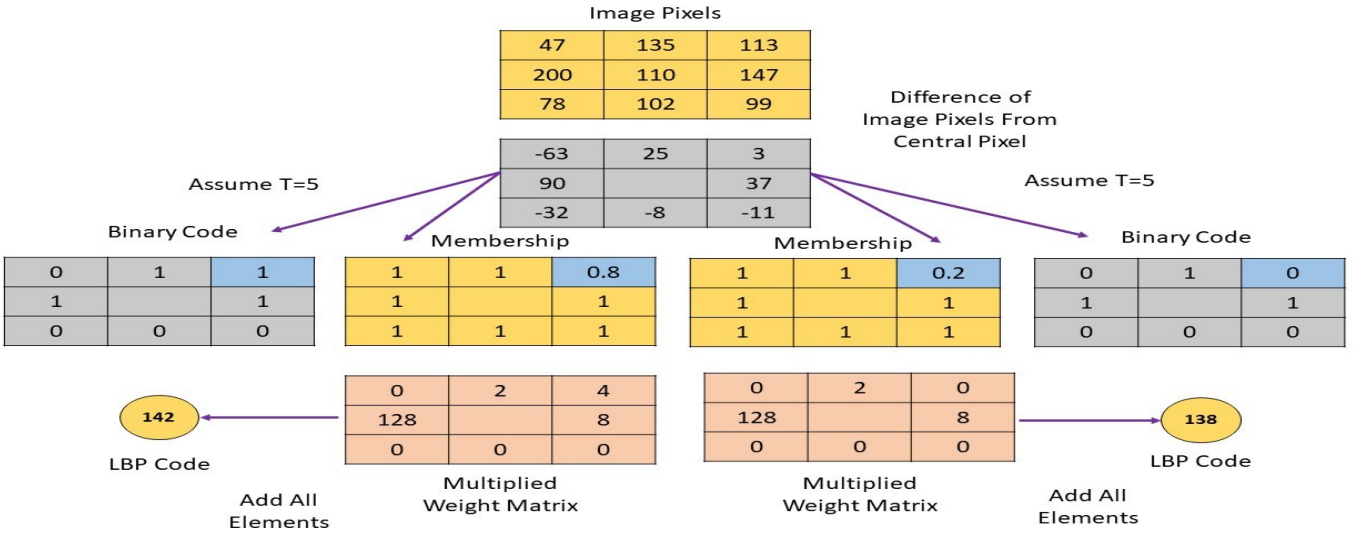 Image Pixels
47 135 113
200 110 147
78 102 99
Difference of
Image Pixels From
Central Pixel
-63 25 3
90 37
-32 -8 -11
Assume T=5
Assume T=5
Binary Code
0 1 1
1 1
0 0 0
Membership
1 1 0.8
1 1
1 1 1
Membership
1 1 0.2
1 1
1 1 1
Binary Code
0 1 0
1 1
0 0 0
142
LBP Code
Add All
Elements
0 2 4
128 8
0 0 0
Multiplied
Weight Matrix
0 2 0
128 8
0 0 0
Multiplied
Weight Matrix
138
LBP Code
Add All
Elements